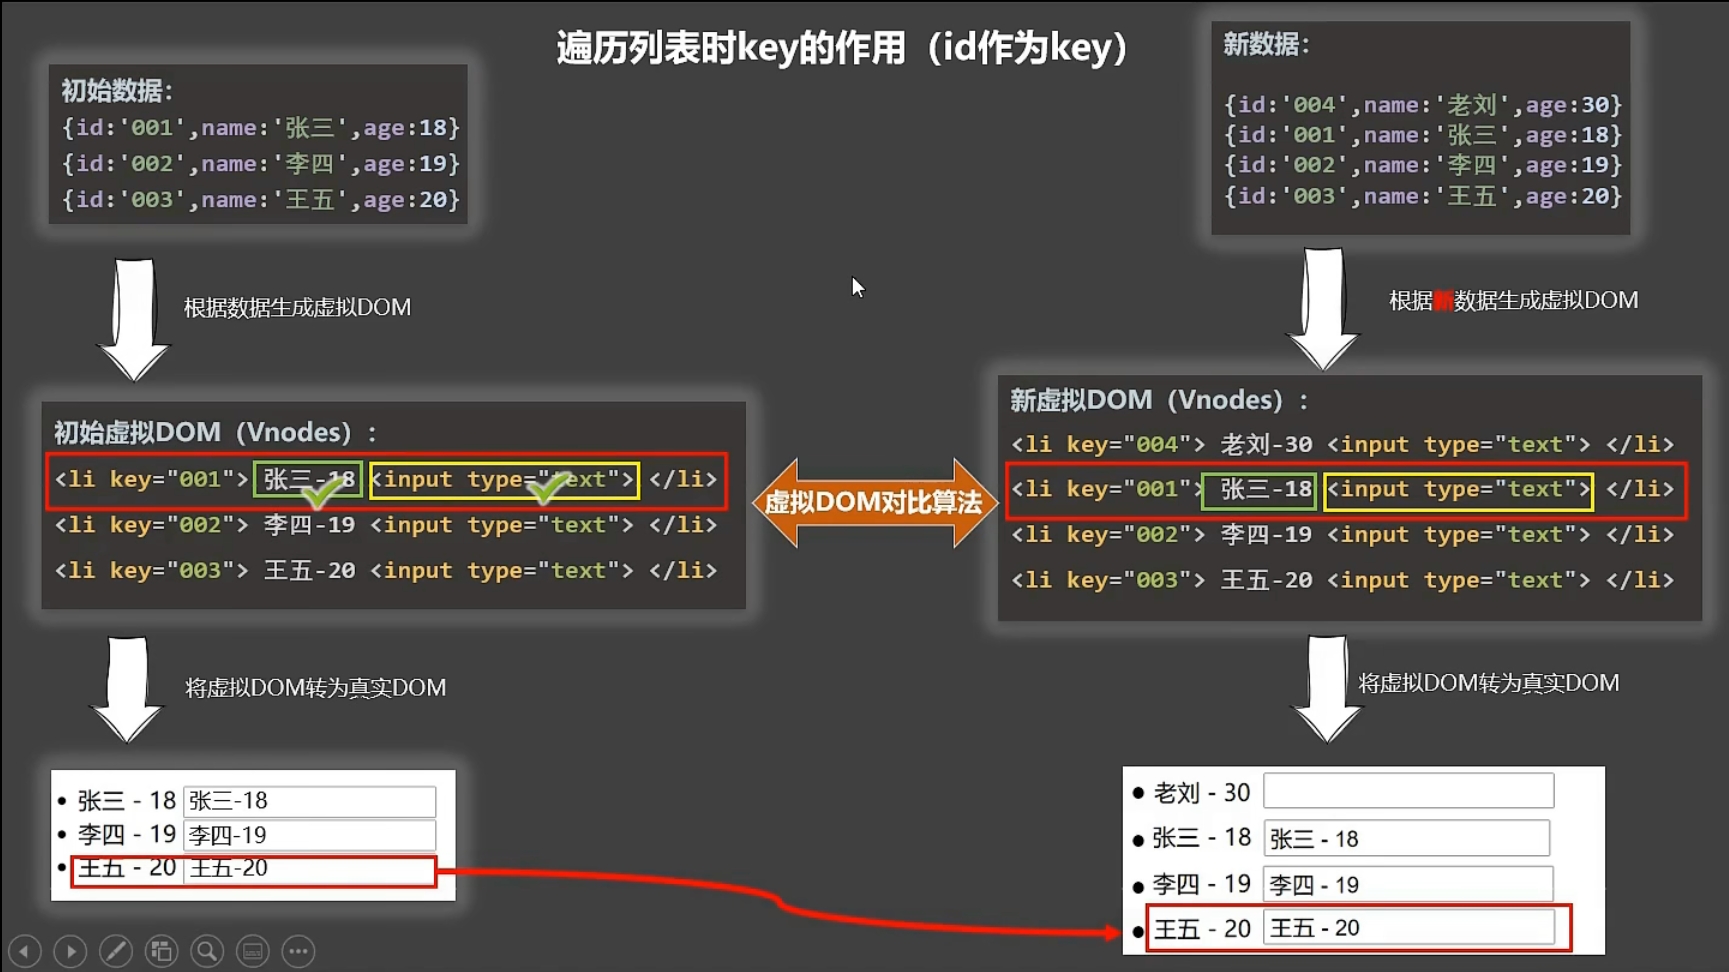 遍历列表时key的作用（id作为key）
初始数据：
{id:'001',name:'张三',age:18}
{id:'002',name:'李四',age:19}
{id:'003',name:'王五',age:20}
新数据：
{id:'004',name:'老刘',age:30}
{id:'001',name:'张三',age:18}
{id:'002',name:'李四',age:19}
{id:'003',name:'王五',age:20}
根据数据生成虚拟DOM
根据新数据生成虚拟DOM
初始虚拟DOM（Vnodes）：
<li key="001"> 张三-18 <input type="text"> </li>
<li key="002"> 李四-19 <input type="text"> </li>
<li key="003"> 王五-20 <input type="text"> </li>
虚拟DOM对比算法
新虚拟DOM（Vnodes）：
<li key="004"> 老刘-30 <input type="text"> </li>
<li key="001"> 张三-18 <input type="text"> </li>
<li key="002"> 李四-19 <input type="text"> </li>
<li key="003"> 王五-20 <input type="text"> </li>
将虚拟DOM转为真实DOM
将虚拟DOM转为真实DOM
• 张三 - 18 张三-18
• 李四 - 19 李四-19
• 王五 - 20 王五-20
• 老刘 - 30
• 张三 - 18 张三 - 18
• 李四 - 19 李四 - 19
• 王五 - 20 王五 - 20